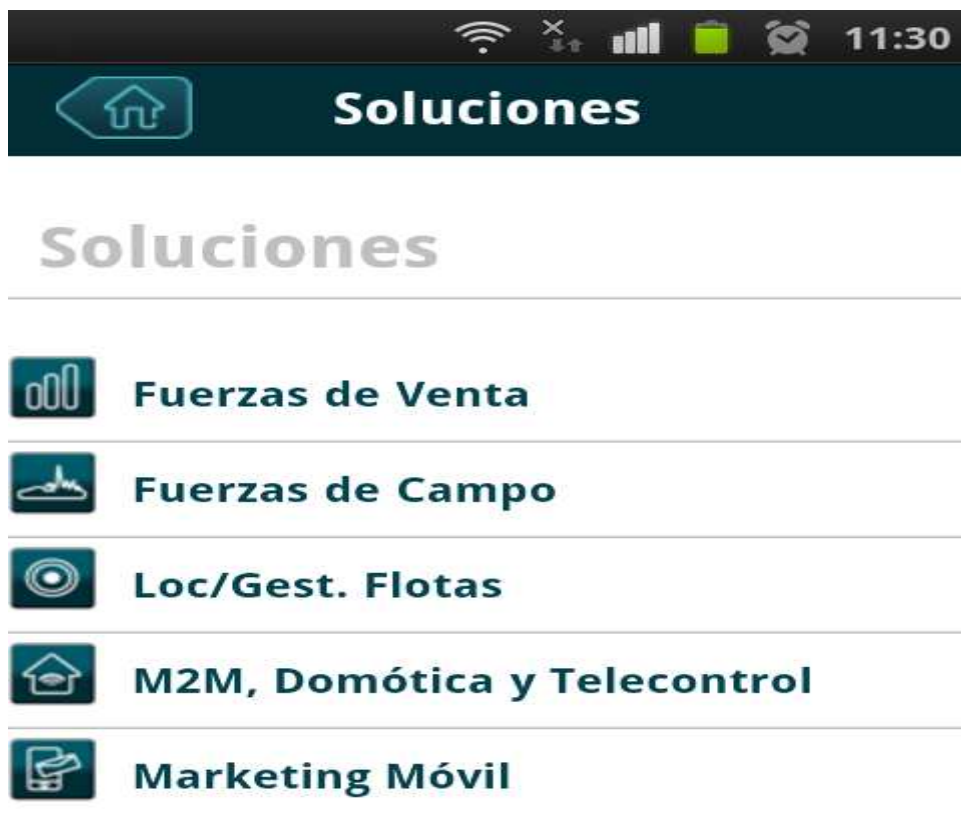 11:30
Soluciones
Soluciones
Fuerzas de Venta
Fuerzas de Campo
Loc/Gest. Flotas
M2M, Domótica y Telecontrol
Marketing Móvil